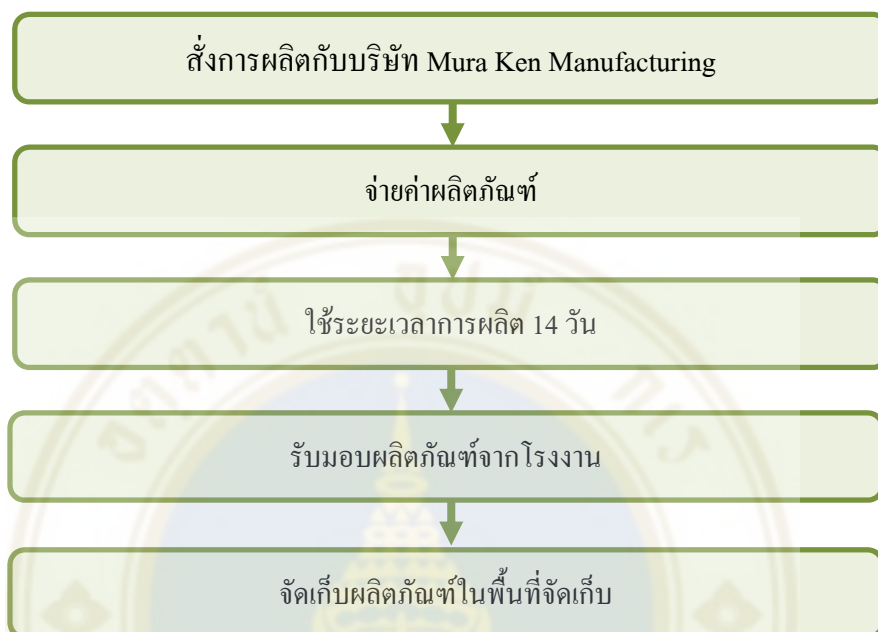 สั่งการผลิตกับบริษัท Mura Ken Manufacturing
จ่ายค่าผลิตภัณฑ์
ใช้ระยะเวลาการผลิต 14 วัน
รับมอบผลิตภัณฑ์จากโรงงาน
จัดเก็บผลิตภัณฑ์ในพื้นที่จัดเก็บ